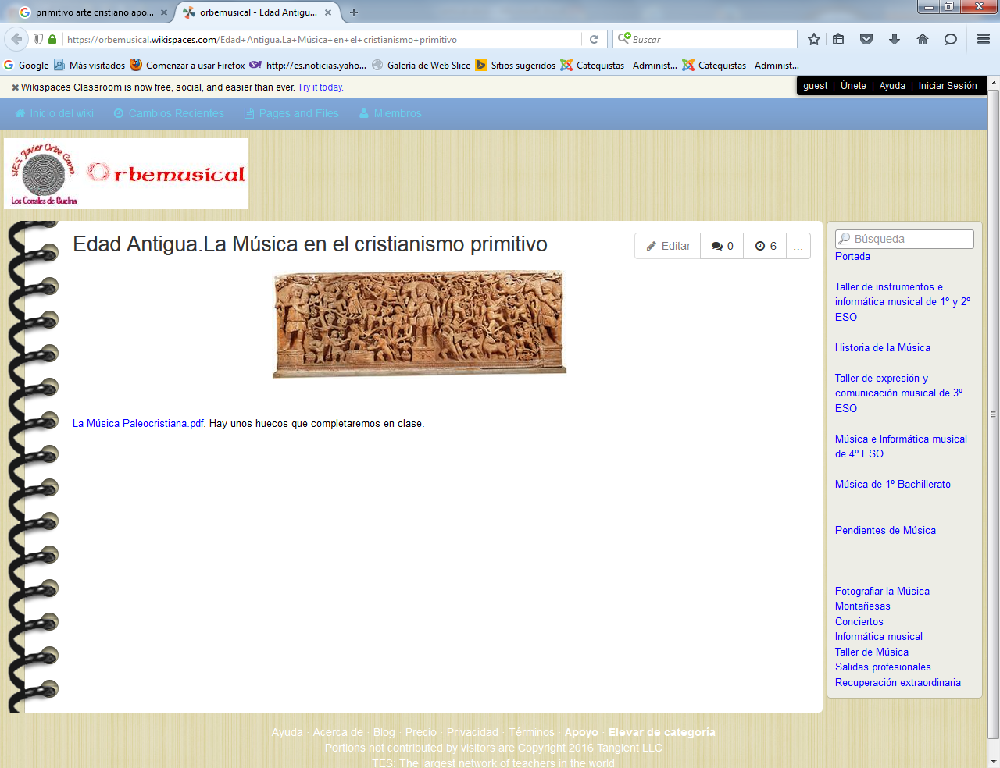 primitivo arte cristiano apo...
orbemusical - Edad Antigu...
https://orbemusical.wikispaces.com/Edad+Antigua.La+Música+en+el+cristianismo+primitivo
Buscar
Google Más visitados Comenzar a usar Firefox http://es.noticias.yaho... Galería de Web Slice Sitios sugeridos Catequistas - Administ... Catequistas - Administ...
Wikispaces Classroom is now free, social, and easier than ever. Try it today.
guest | Únete | Ayuda | Iniciar Sesión
Inicio del wiki Cambios Recientes Pages and Files Miembros
I.E.S. Javier Orbe Cano.
Los Corrales de Buelna
Orbemusical
Edad Antigua.La Música en el cristianismo primitivo
Editar 0 6 ...
La Música Paleocristiana.pdf. Hay unos huecos que completaremos en clase.
Búsqueda
Portada
Taller de instrumentos e
informática musical de 1º y 2º
ESO
Historia de la Música
Taller de expresión y
comunicación musical de 3º
ESO
Música e Informática musical
de 4º ESO
Música de 1º Bachillerato
Pendientes de Música
Fotografiar la Música
Montañesas
Conciertos
Informática musical
Taller de Música
Salidas profesionales
Recuperación extraordinaria
Ayuda · Acerca de · Blog · Precio · Privacidad · Términos · Apoyo · Elevar de categoría
Portions not contributed by visitors are Copyright 2016 Tangient LLC
TES: The largest network of teachers in the world